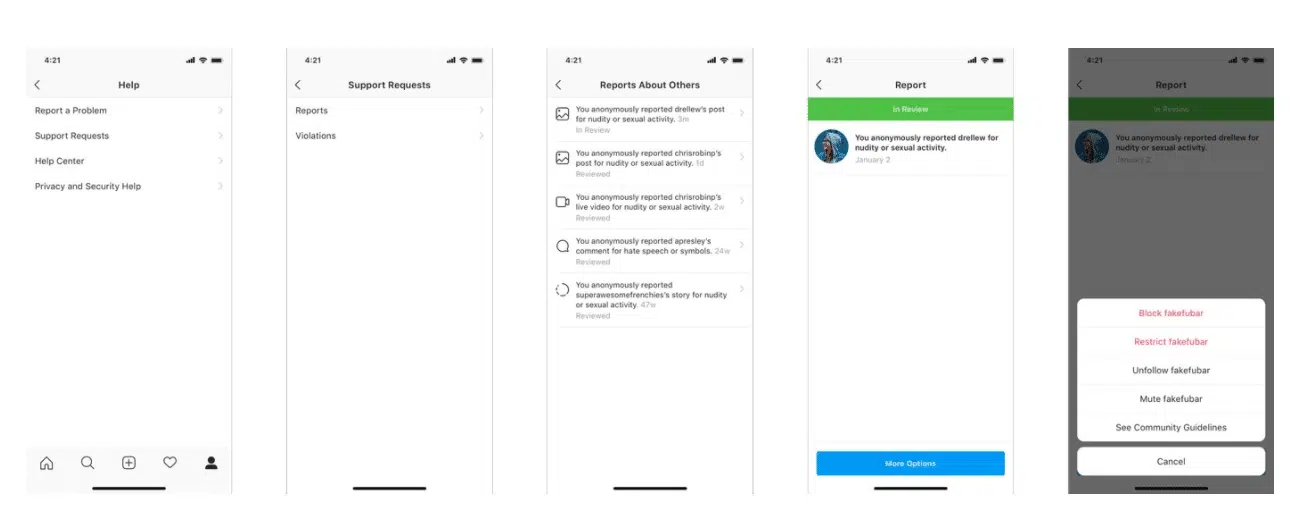 4:21
Help
Report a Problem
Support Requests
Help Center
Privacy and Security Help
4:21
Support Requests
Reports
Violations
4:21
Reports About Others
You anonymously reported drellew's post
for nudity or sexual activity. 3m
In Review
You anonymously reported chrisrobinp's
post for nudity or sexual activity. 1d
Reviewed
You anonymously reported chrisrobinp's
live video for nudity or sexual activity. 2w
Reviewed
You anonymously reported apresley's
comment for hate speech or symbols. 24w
Reviewed
You anonymously reported
superawesomefrenchies's story for nudity
or sexual activity. 47w
Reviewed
4:21
Report
In Review
You anonymously reported drellew for
nudity or sexual activity.
January 2
More Options
4:21
Report
In Review
You anonymously reported drellew for
nudity or sexual activity.
January 2
Block fakefubar
Restrict fakefubar
Unfollow fakefubar
Mute fakefubar
See Community Guidelines
Cancel